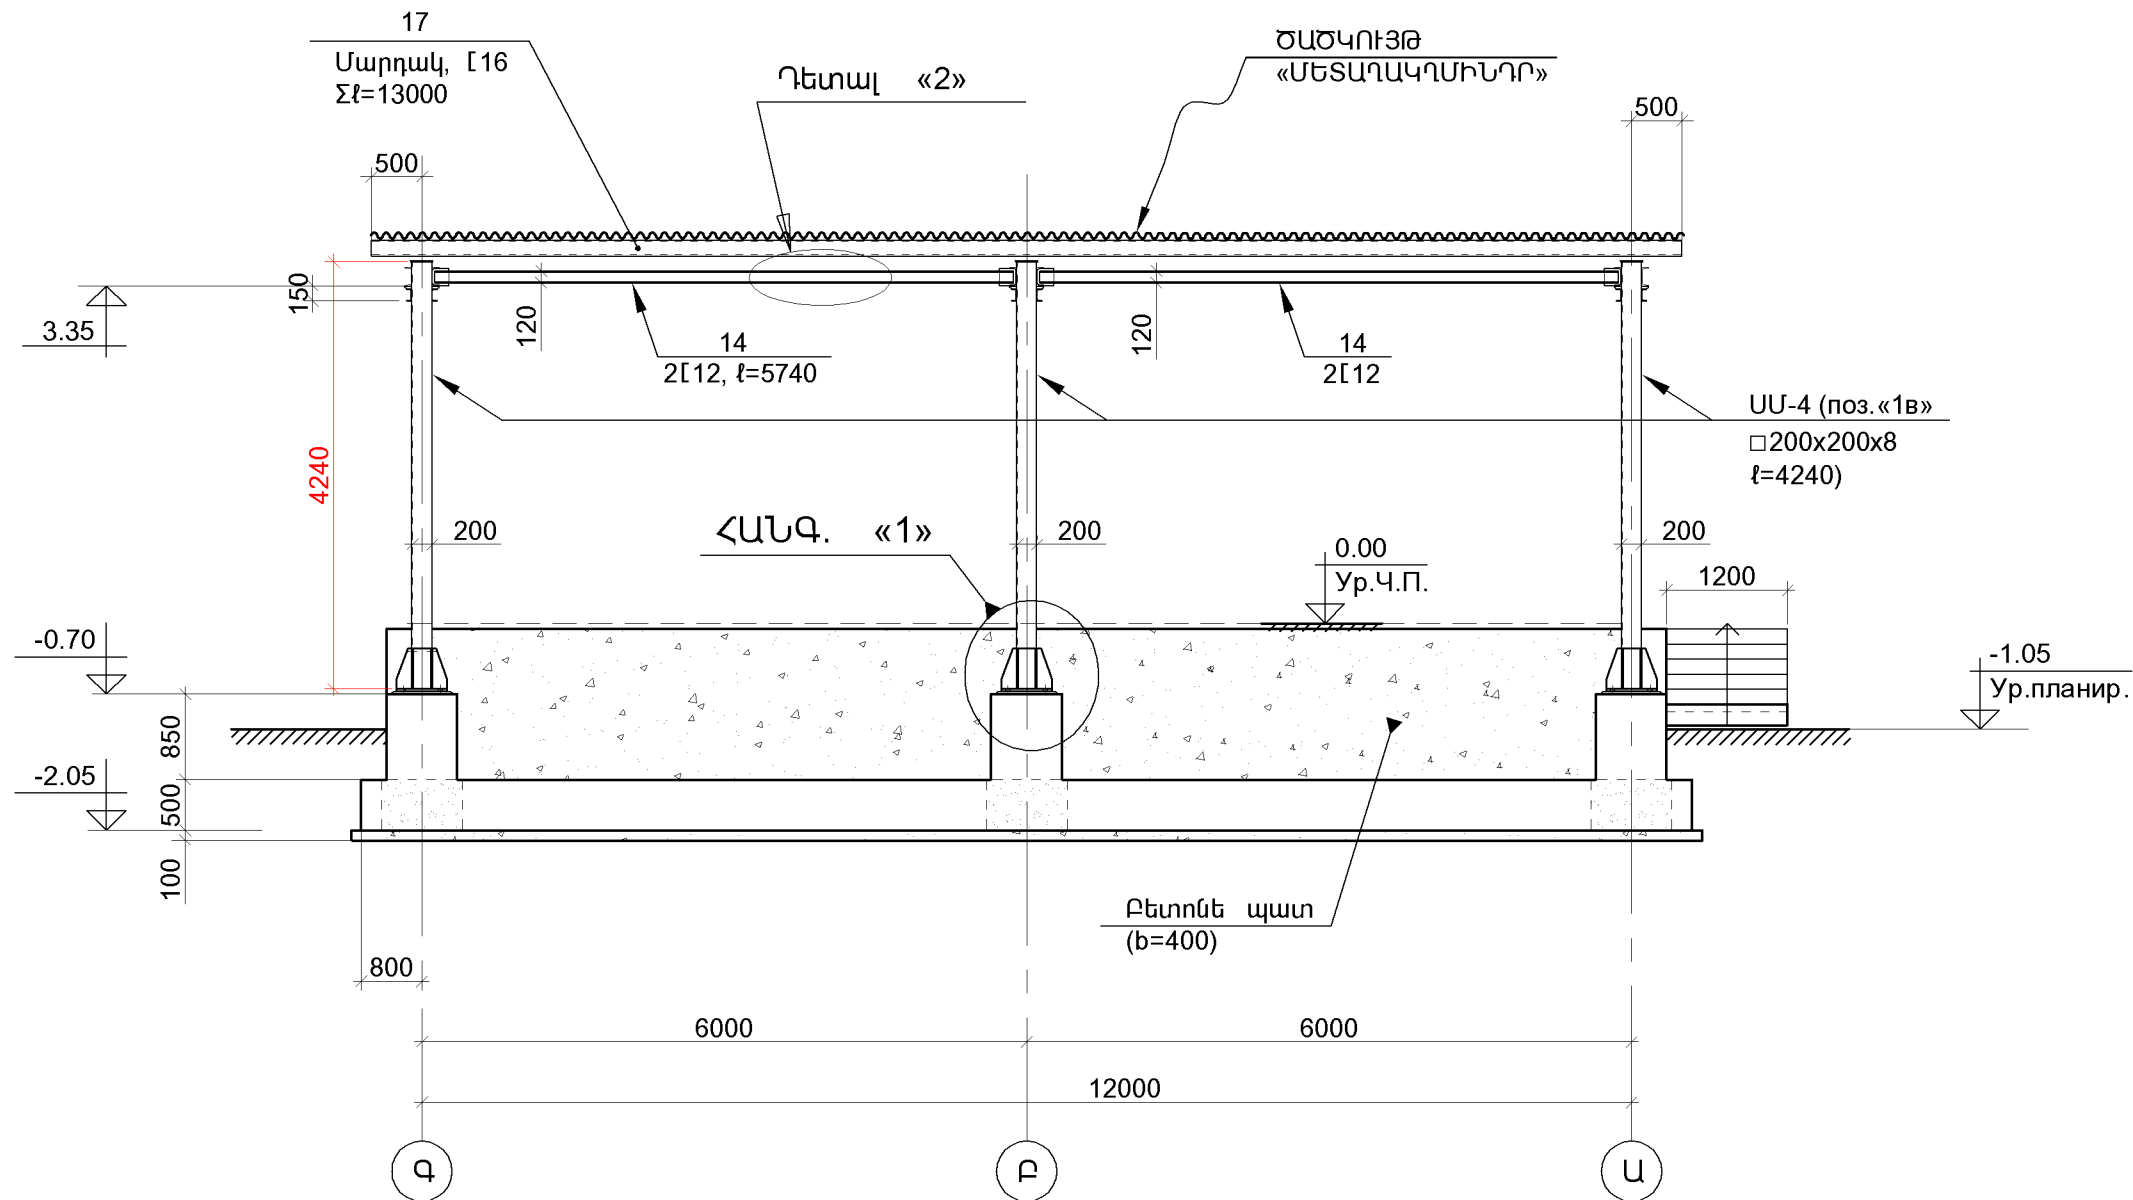 17
Մարդակ, [16
Σℓ=13000
Դետալ «2»
ԾԱԾԿՈՒՅԹ
«ՄԵՏԱՂԱԿՂՄԻՆԴՐ»
500
500
150
3.35
120
120
14
2[12, ℓ=5740
14
2[12
4240
ՍՄ-4 (поз.«1в»
□200x200x8
ℓ=4240)
200
ՀԱՆԳ. «1»
200
200
0.00
Ур.Ч.П.
1200
-0.70
-1.05
Ур.планир.
850
-2.05
500
100
Բետոնե պատ
(b=400)
800
6000
6000
12000
Գ
Բ
Ա